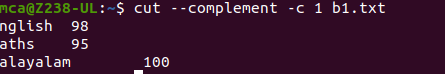 mca@Z238-UL:~$ cut --complement -c 1 b1.txt
nglish  98
aths    95
alayalam        100